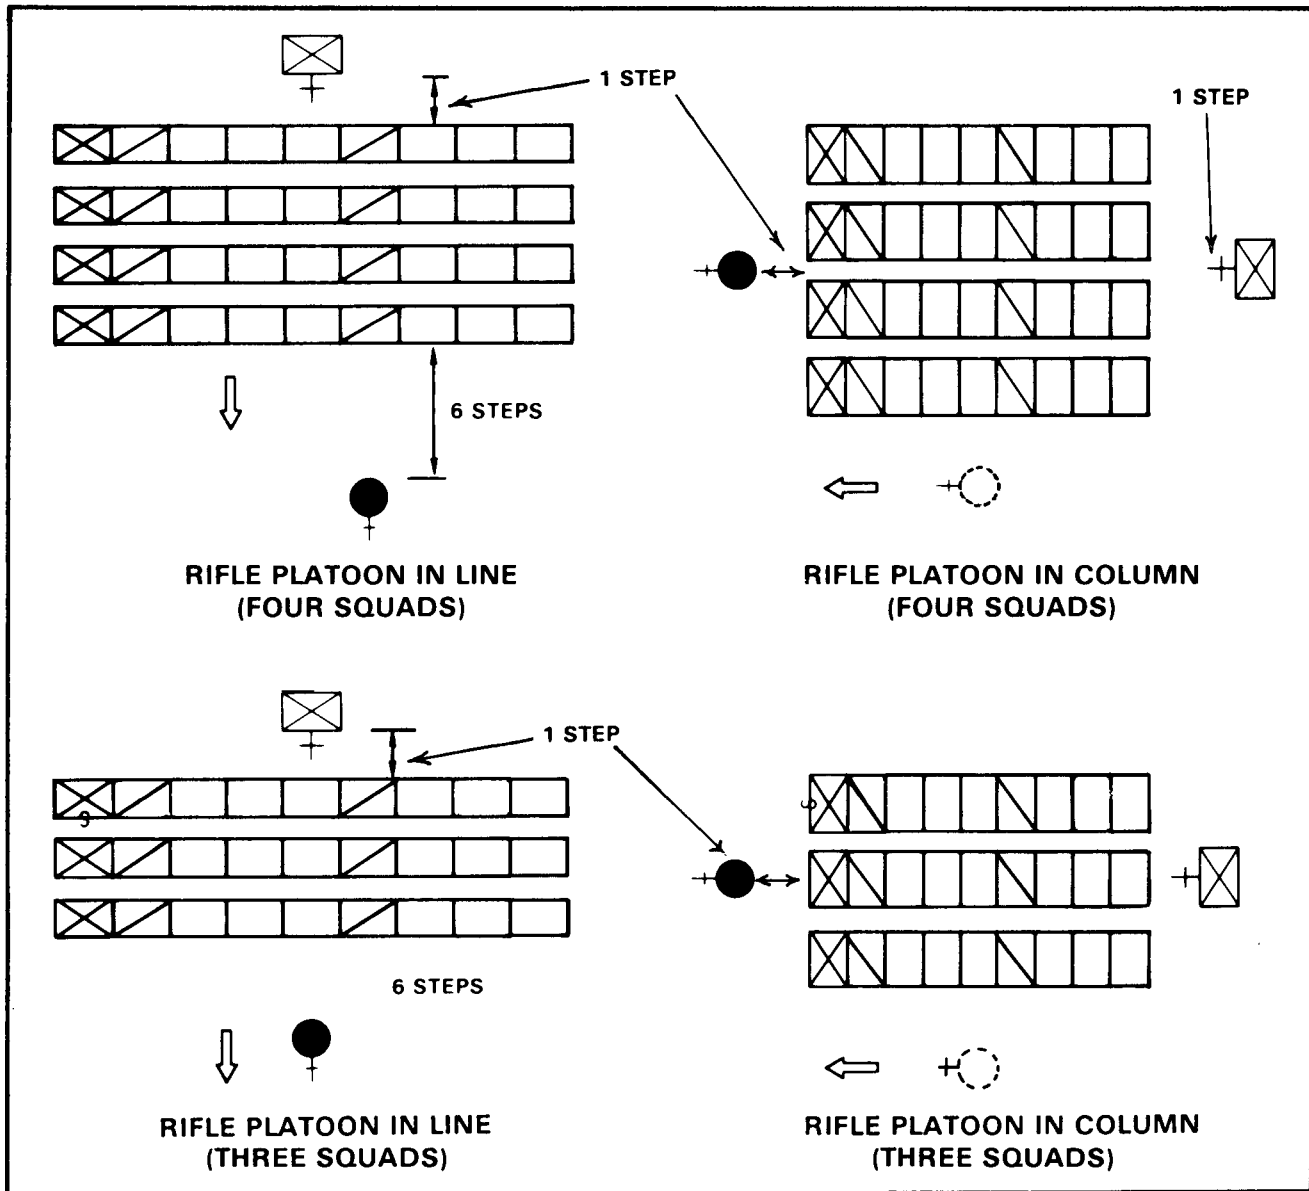 1 STEP
1 STEP
6 STEPS
RIFLE PLATOON IN LINE
(FOUR SQUADS)
RIFLE PLATOON IN COLUMN
(FOUR SQUADS)
1 STEP
6 STEPS
RIFLE PLATOON IN LINE
(THREE SQUADS)
RIFLE PLATOON IN COLUMN
(THREE SQUADS)